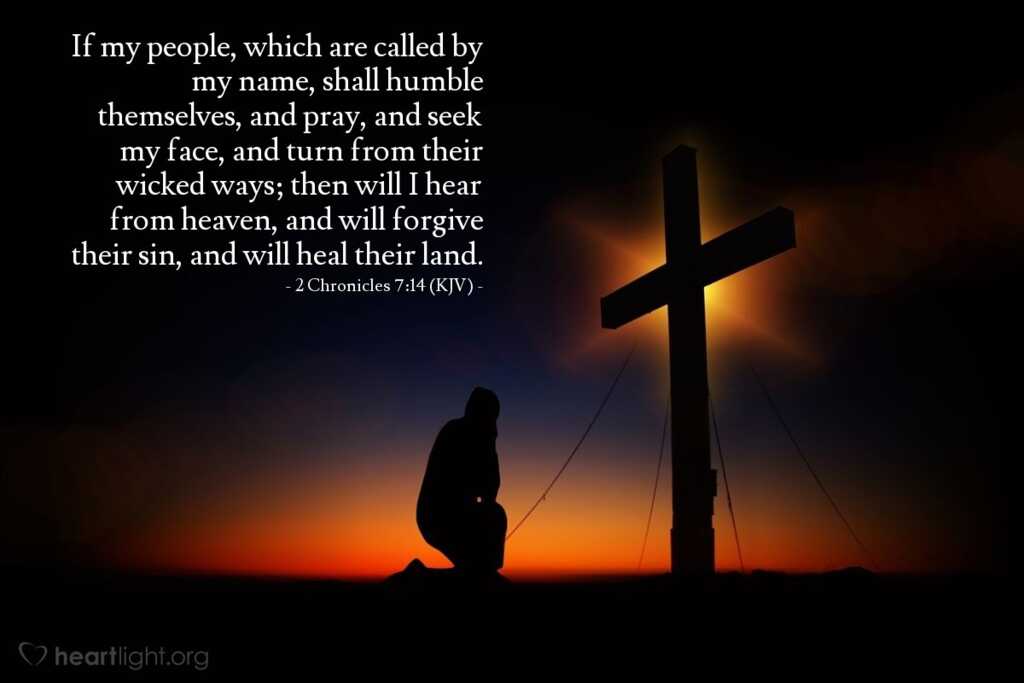 If my people, which are called by
my name, shall humble
themselves, and pray, and seek
my face, and turn from their
wicked ways; then will I hear
from heaven, and will forgive
their sin, and will heal their land.
- 2 Chronicles 7:14 (KJV) -
heartlight.org